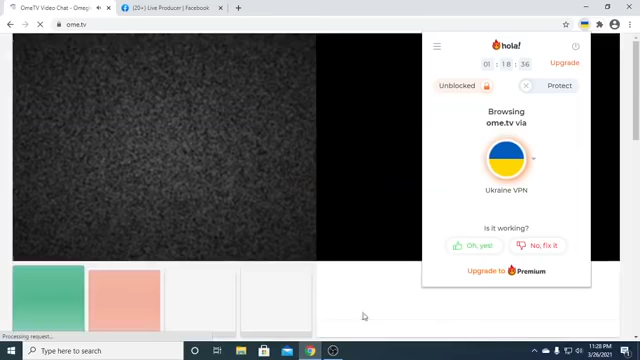 OmeTV Video Chat - Omegl
(20+) Live Producer | Facebook
ome.tv
hola!
01 : 18 : 36
Upgrade
Unblocked
Protect
Browsing
ome.tv via
Ukraine VPN
Is it working?
Oh, yes!
No, fix it
Upgrade to Premium
Processing request...
Type here to search
11:28 PM
3/26/2021